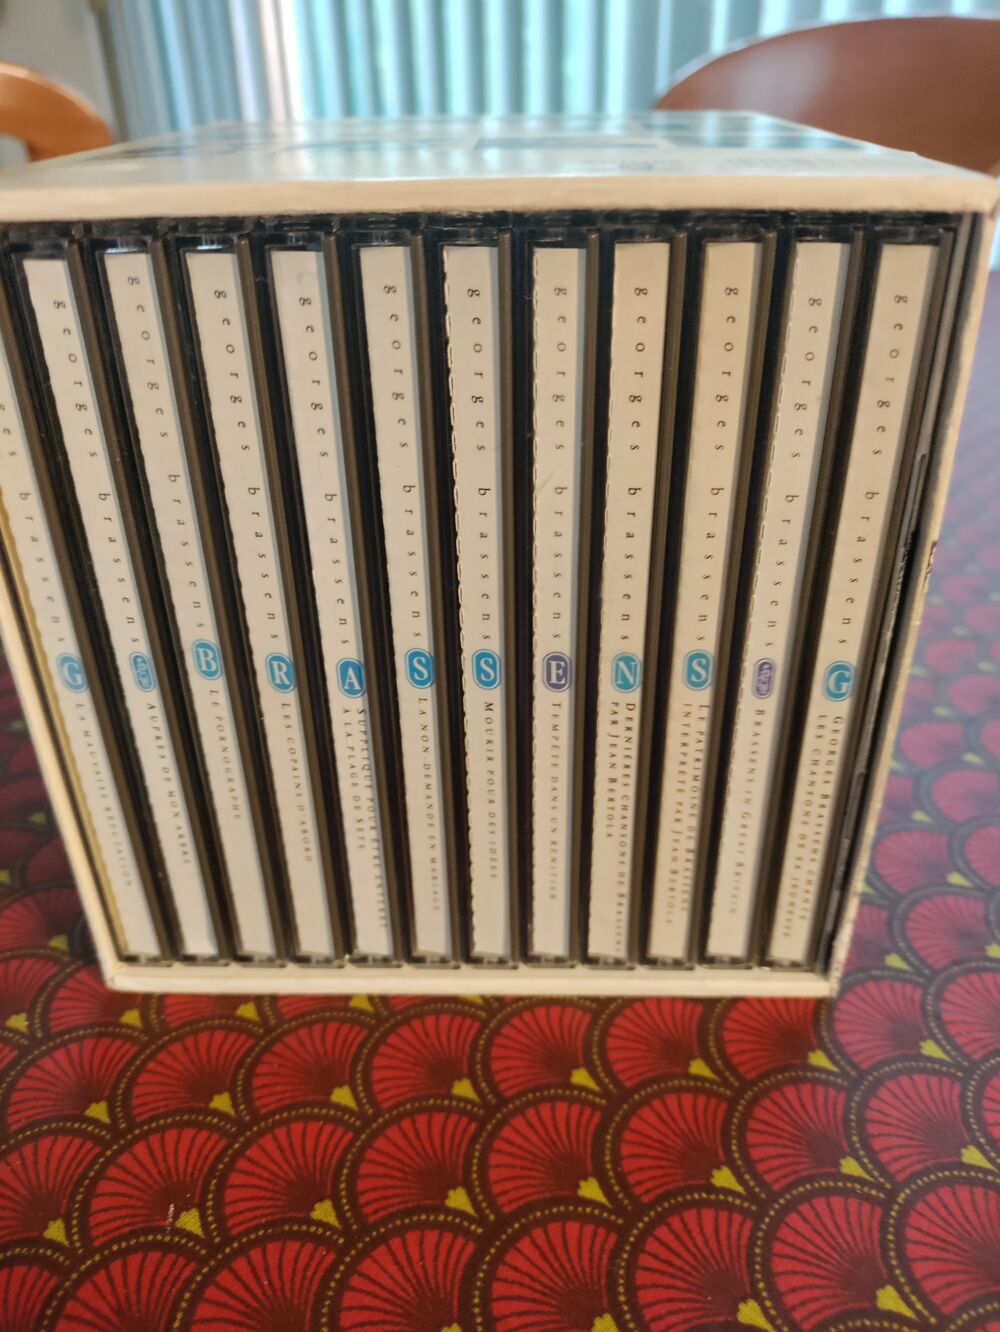 georges brassens
G
LA MAUVAISE RÉPUTATION
georges brassens
AUPRÈS DE MON ARBRE
georges brassens
B
LE PORNOGRAPHE
georges brassens
R
LES COPAINS D'ABORD
georges brassens
A
SUPPLIQUE POUR ÊTRE ENTERRÉ
À LA PLAGE DE SÈTE
georges brassens
S
LA NON-DEMANDE EN MARIAGE
georges brassens
S
MOURIR POUR DES IDÉES
georges brassens
E
TEMPÊTE DANS UN BÉNITIER
georges brassens
N
DERNIÈRES CHANSONS DE BRASSENS
PAR JEAN BERTOLA
georges brassens
S
LE PATRIMOINE DE BRASSENS
INTERPRÉTÉ PAR JEAN BERTOLA
georges brassens
BRASSENS IN GREAT BRITAIN
georges brassens
G
GEORGES BRASSENS CHANTE
LES CHANSONS DE SA JEUNESSE